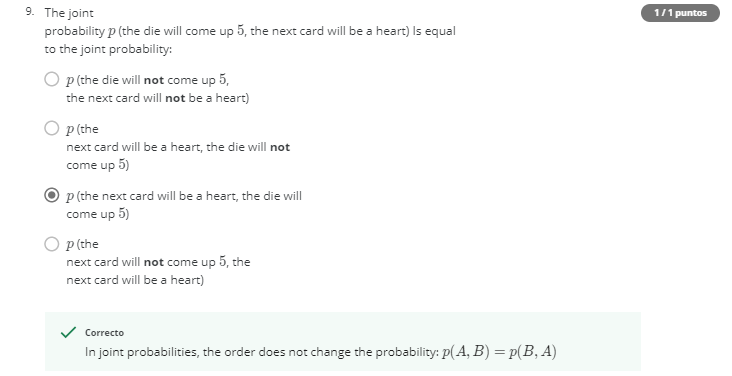 9. The joint
1 / 1 puntos
probability p (the die will come up 5, the next card will be a heart) Is equal
to the joint probability:
p (the die will not come up 5,
the next card will not be a heart)
p (the
next card will be a heart, the die will not
come up 5)
p (the next card will be a heart, the die will
come up 5)
p (the
next card will not come up 5, the
next card will be a heart)
Correcto
In joint probabilities, the order does not change the probability: p(A, B) = p(B, A)